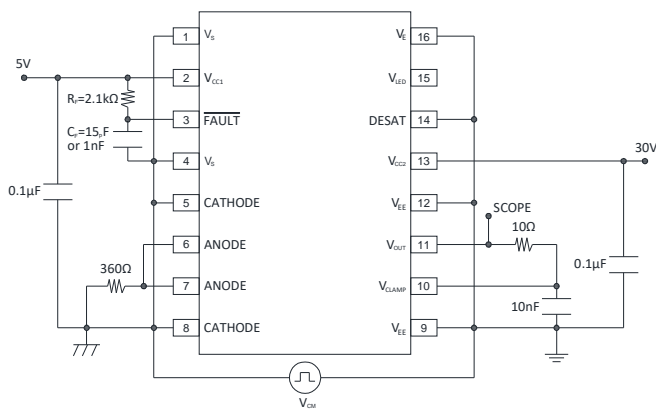 1 Vs VE 16
5V
2 VCC1 VLED 15
RF=2.1kΩ
3 FAULT DESAT 14
CF=15pF
or 1nF
4 Vs VCC2 13
30V
0.1µF
5 CATHODE VEE 12
SCOPE
6 ANODE VOUT 11
10Ω
0.1µF
360Ω
7 ANODE VCLAMP 10
10nF
8 CATHODE VEE 9
VCM